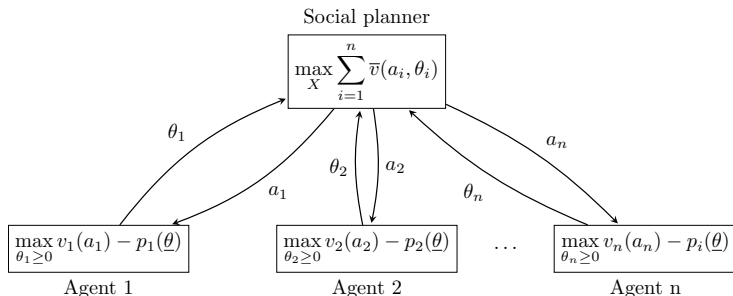 Social planner
max_X ∑_{i=1}^{n} v̅(a_i, θ_i)
θ_1
a_1
θ_2
a_2
θ_n
a_n
max_{θ_1≥0} v_1(a_1) − p_1(θ̲)
max_{θ_2≥0} v_2(a_2) − p_2(θ̲)
...
max_{θ_n≥0} v_n(a_n) − p_i(θ̲)
Agent 1
Agent 2
Agent n